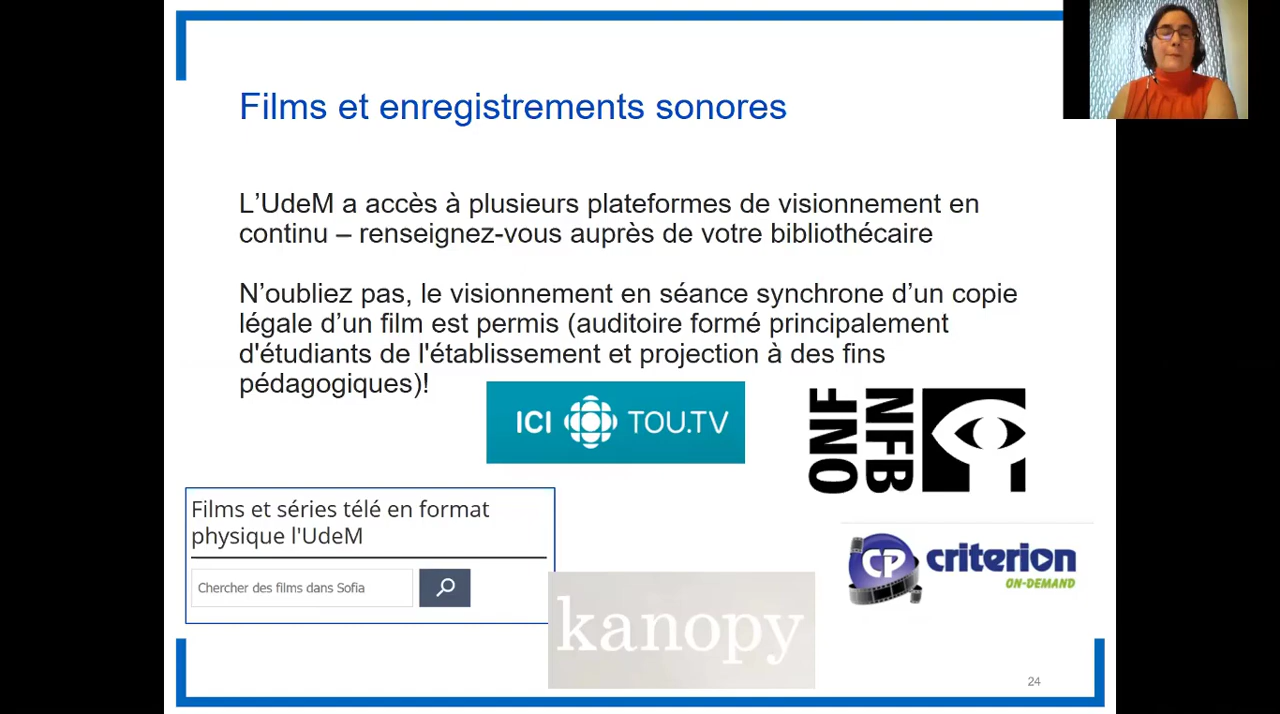 Films et enregistrements sonores
L’UdeM a accès à plusieurs plateformes de visionnement en
continu – renseignez-vous auprès de votre bibliothécaire
N’oubliez pas, le visionnement en séance synchrone d’un copie
légale d’un film est permis (auditoire formé principalement
d'étudiants de l'établissement et projection à des fins
pédagogiques)!
ICI TOU.TV
ONF
NFB
Films et séries télé en format
physique l'UdeM
Chercher des films dans Sofia
CP criterion
ON-DEMAND
kanopy
24